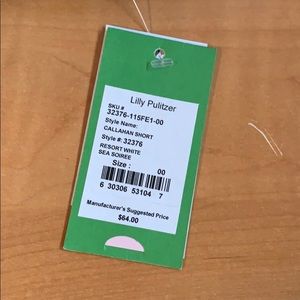 Lilly Pulitzer
SKU #
32376-115FE1-00
Style Name:
CALLAHAN SHORT
Style #: 32376
RESORT WHITE
SEA SOIREE
Size : 00
6 30306 53104 7
Manufacturer's Suggested Price
$64.00